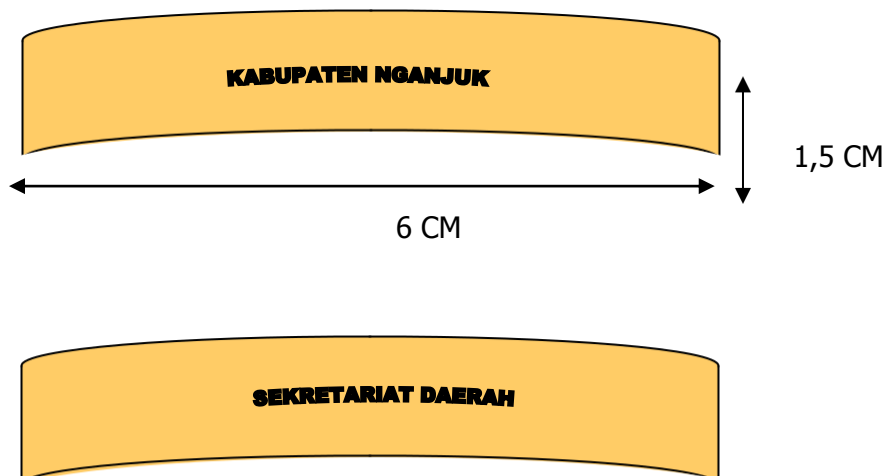 KABUPATEN NGANJUK
1,5 CM
6 CM
SEKRETARIAT DAERAH